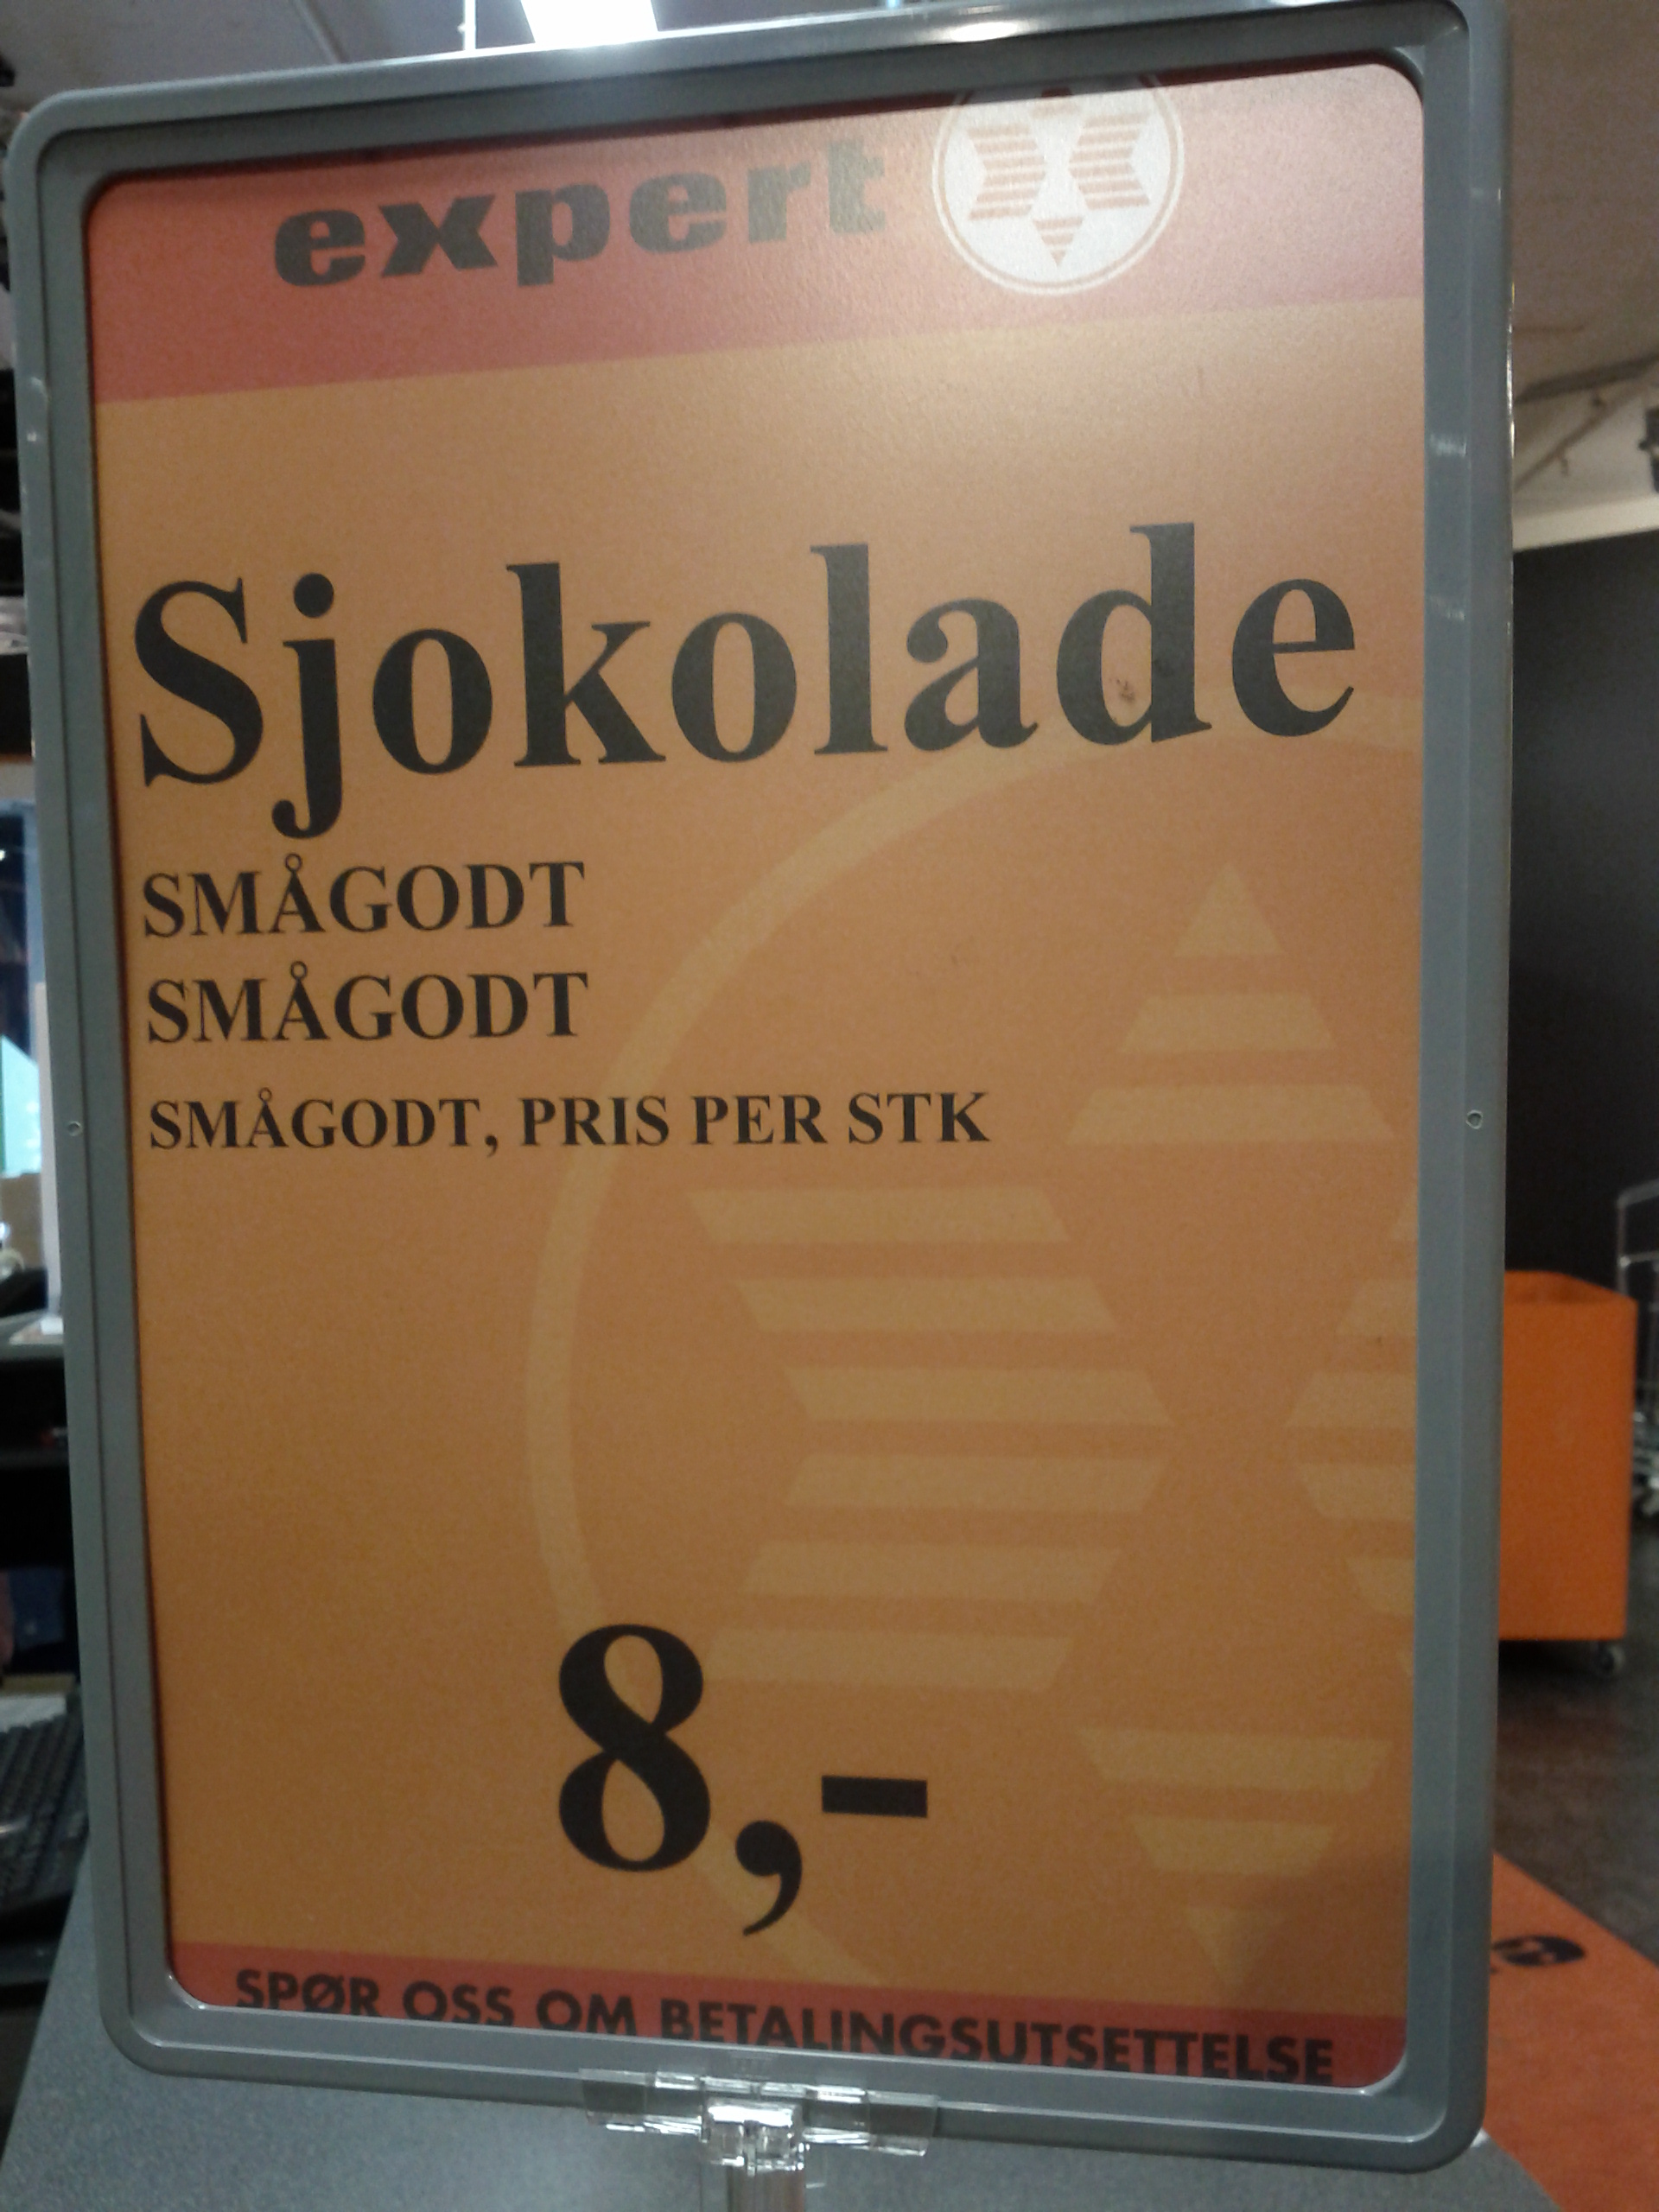 expert
Sjokolade
SMÅGODT
SMÅGODT
SMÅGODT, PRIS PER STK
8,-
SPØR OSS OM BETALINGSUTSETTELSE